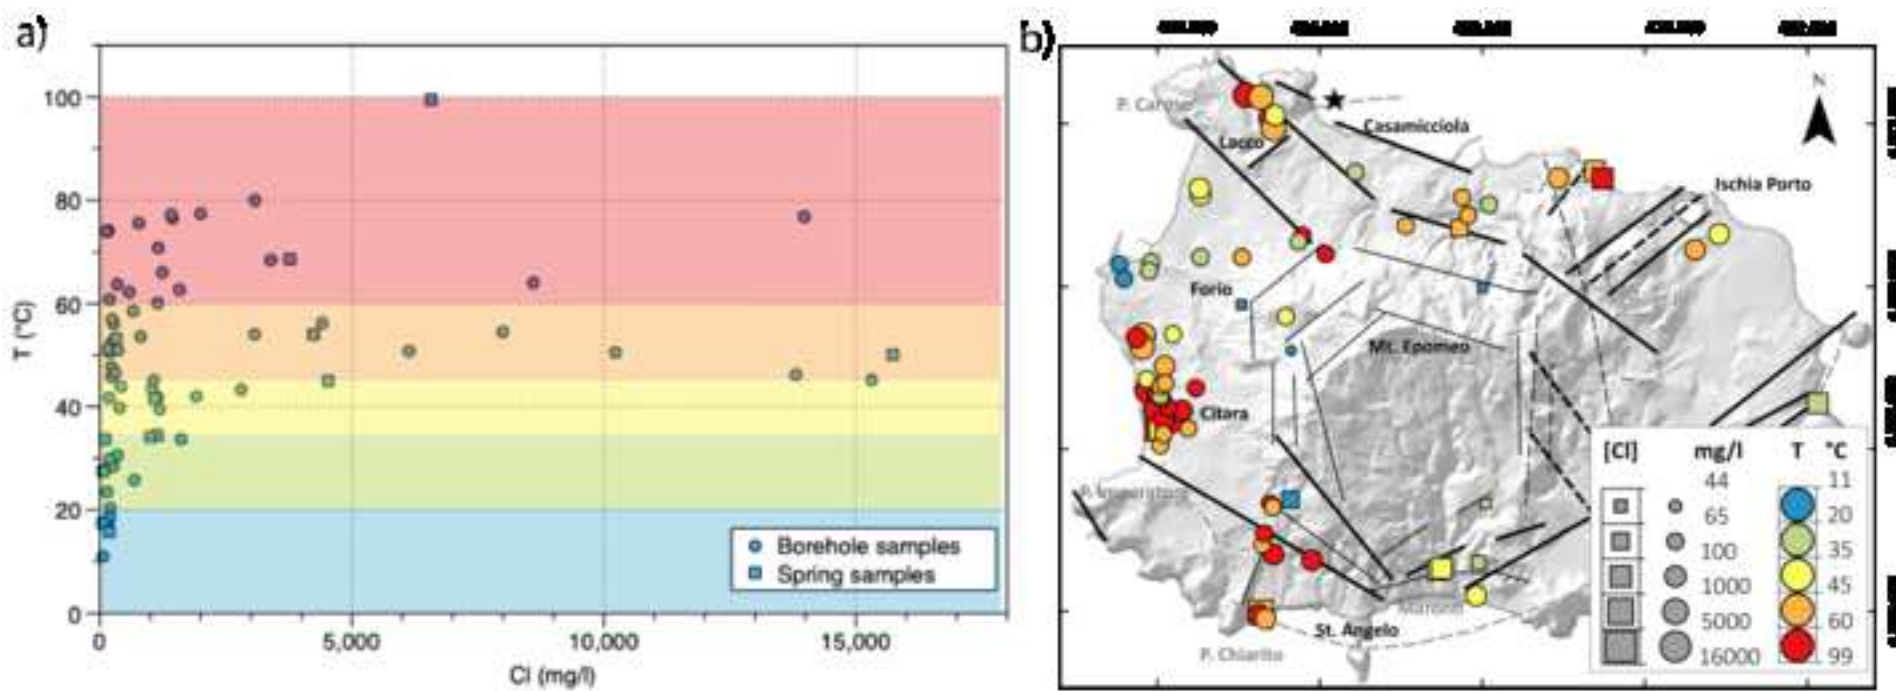 a)
100
80
60
40
20
0
T (°C)
0
5,000
10,000
15,000
Cl (mg/l)
Borehole samples
Spring samples
b)
N
P. Caruso
Casamicciola
Lacco
Ischia Porto
Forio
Mt. Epomeo
Citara
P. Imperatore
Maronti
St. Angelo
P. Chiarito
[Cl] mg/l T °C
44 11
65 20
100 35
1000 45
5000 60
16000 99